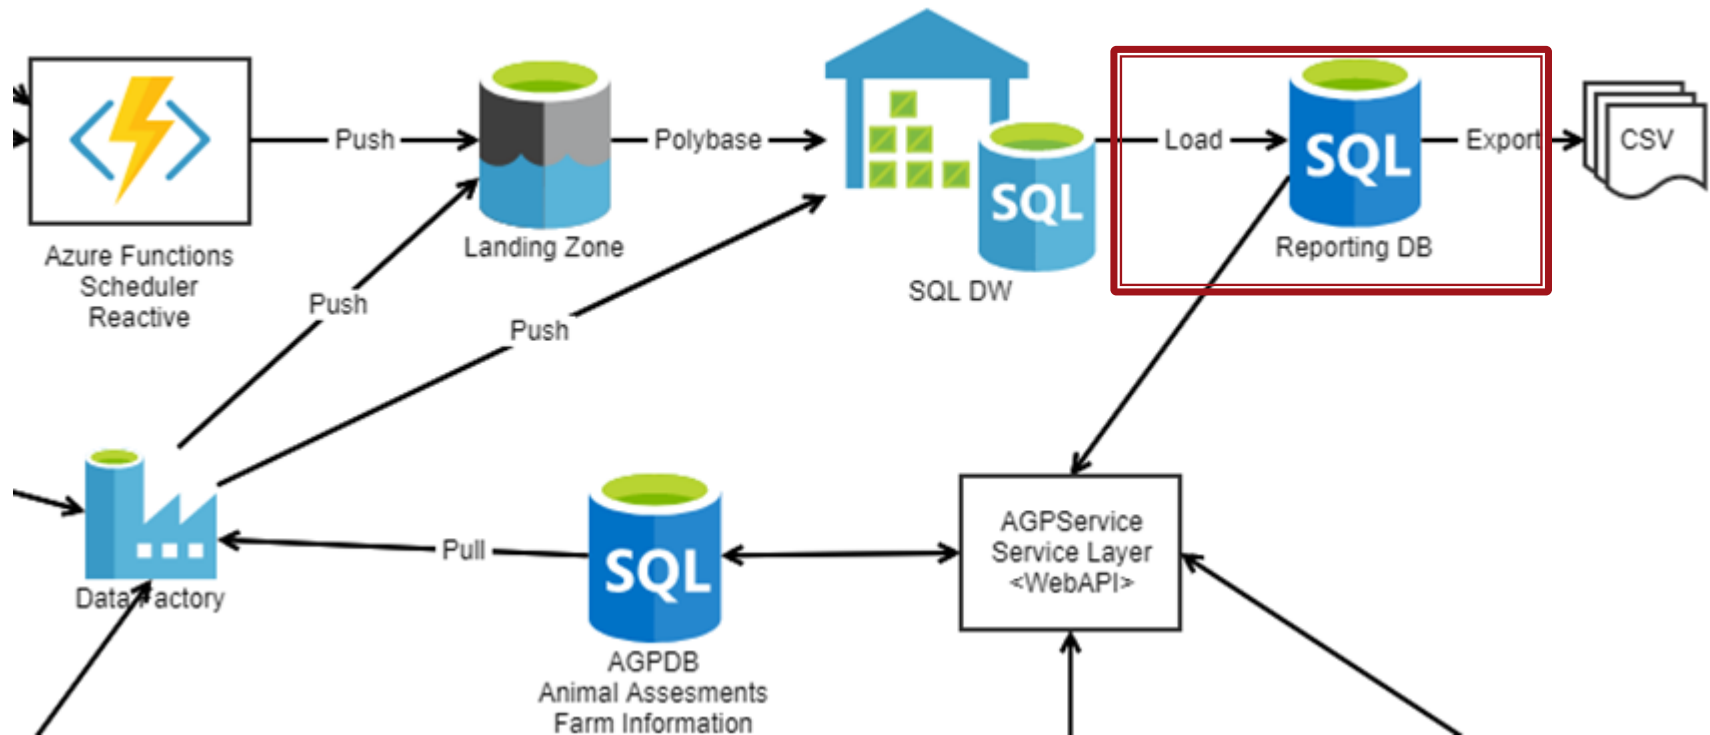 Push
Polybase
Load
Export
CSV
SQL
SQL
Azure Functions
Scheduler
Reactive
Landing Zone
SQL DW
Reporting DB
Push
Push
Pull
SQL
Data Factory
AGPService
Service Layer
<WebAPI>
AGPDB
Animal Assesments
Farm Information